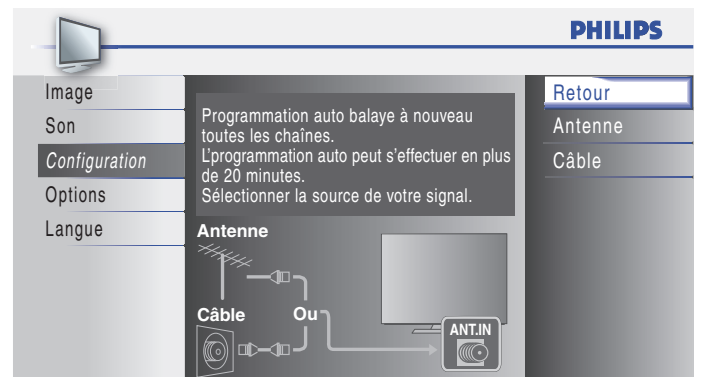 PHILIPS
Image
Son
Configuration
Options
Langue
Programmation auto balaye à nouveau
toutes les chaînes.
L'programmation auto peut s'effectuer en plus
de 20 minutes.
Sélectionner la source de votre signal.
Antenne
Câble
Ou
ANT.IN
Retour
Antenne
Câble